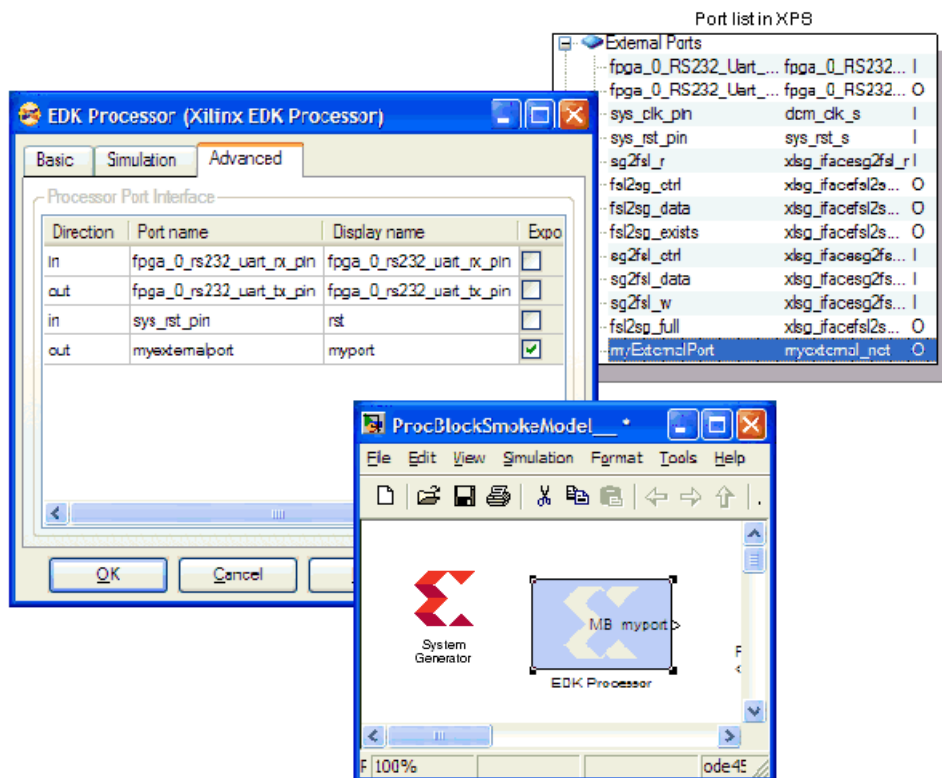 Port list in XPS
External Ports
fpga_0_RS232_Uart_... fpga_0_RS232... I
fpga_0_RS232_Uart_... fpga_0_RS232... O
sys_clk_pin dcm_clk_s I
sys_rst_pin sys_rst_s I
sg2fsl_r xlsg_ifacesg2fsl_r I
fsl2sg_ctrl xlsg_ifacefsl2s... O
fsl2sg_data xlsg_ifacefsl2s... O
fsl2sg_exists xlsg_ifacefsl2s... O
sg2fsl_ctrl xlsg_ifacesg2fs... I
sg2fsl_data xlsg_ifacesg2fs... I
sg2fsl_w xlsg_ifacesg2fs... I
fsl2sg_full xlsg_ifacefsl2s... O
myExternalPort myexternal_net O
EDK Processor (Xilinx EDK Processor)
Basic Simulation Advanced
Processor Port Interface
Direction Port name Display name Expo
in fpga_0_rs232_uart_rx_pin fpga_0_rs232_uart_rx_pin
out fpga_0_rs232_uart_tx_pin fpga_0_rs232_uart_tx_pin
in sys_rst_pin rst
out myexternalport myport
OK Cancel
ProcBlockSmokeModel__ *
File Edit View Simulation Format Tools Help
MB myport
System
Generator
EDK Processor
F 100% ode45